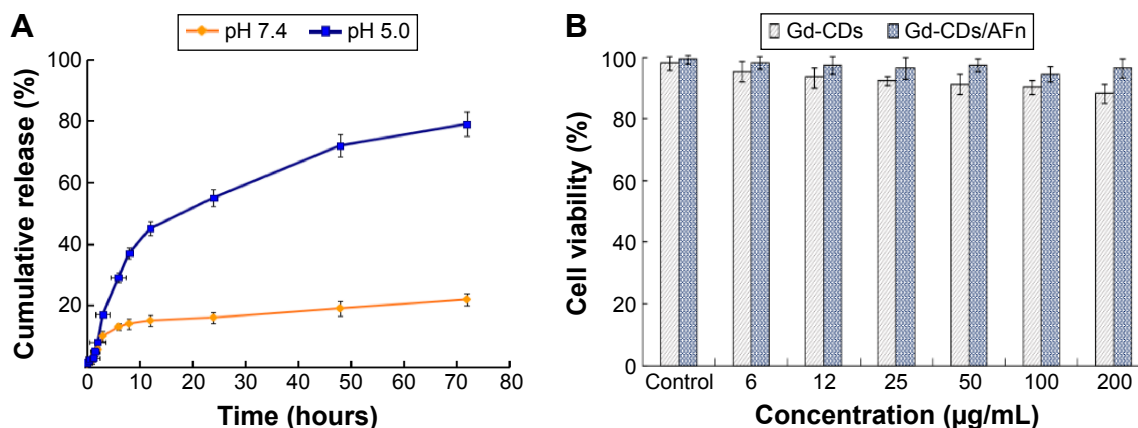 A
pH 7.4 pH 5.0
Cumulative release (%)
100
80
60
40
20
0 10 20 30 40 50 60 70 80
Time (hours)
B
Gd-CDs Gd-CDs/AFn
Cell viability (%)
100
80
60
40
20
0
Control 6 12 25 50 100 200
Concentration (µg/mL)